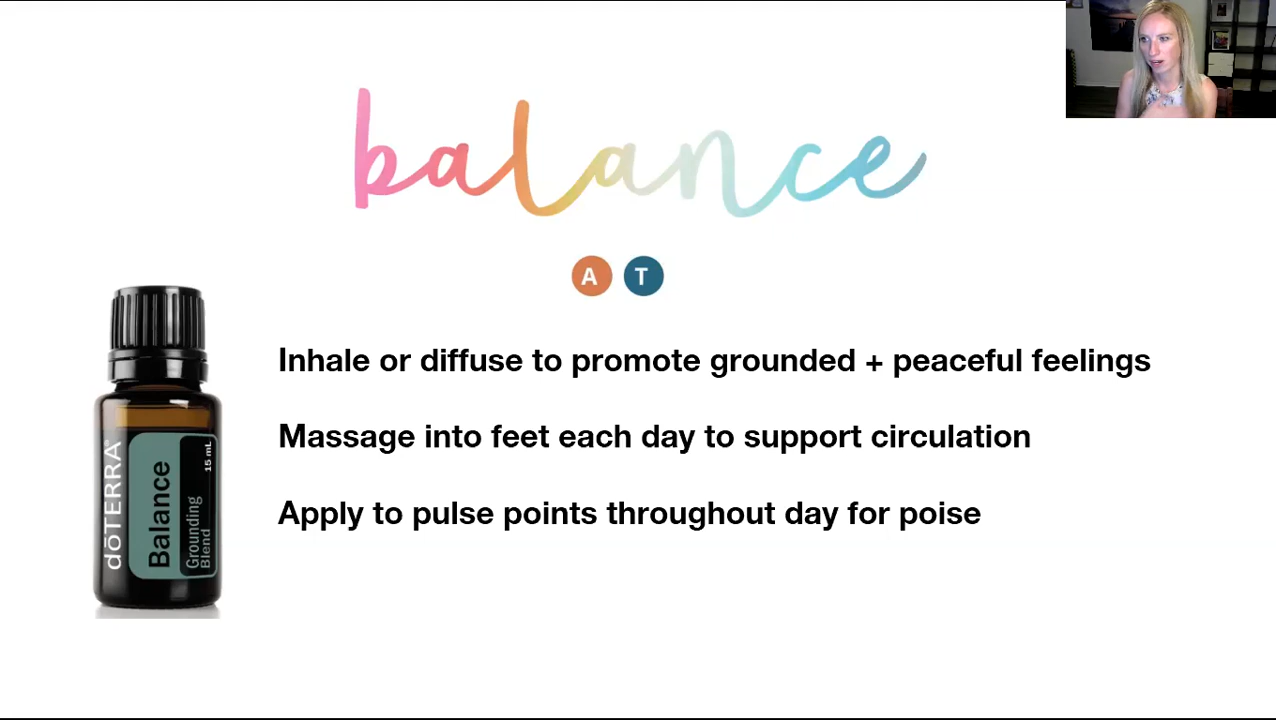 balance
A T
Inhale or diffuse to promote grounded + peaceful feelings
Massage into feet each day to support circulation
Apply to pulse points throughout day for poise
dōTERRA®
Balance
Grounding
Blend
15 mL